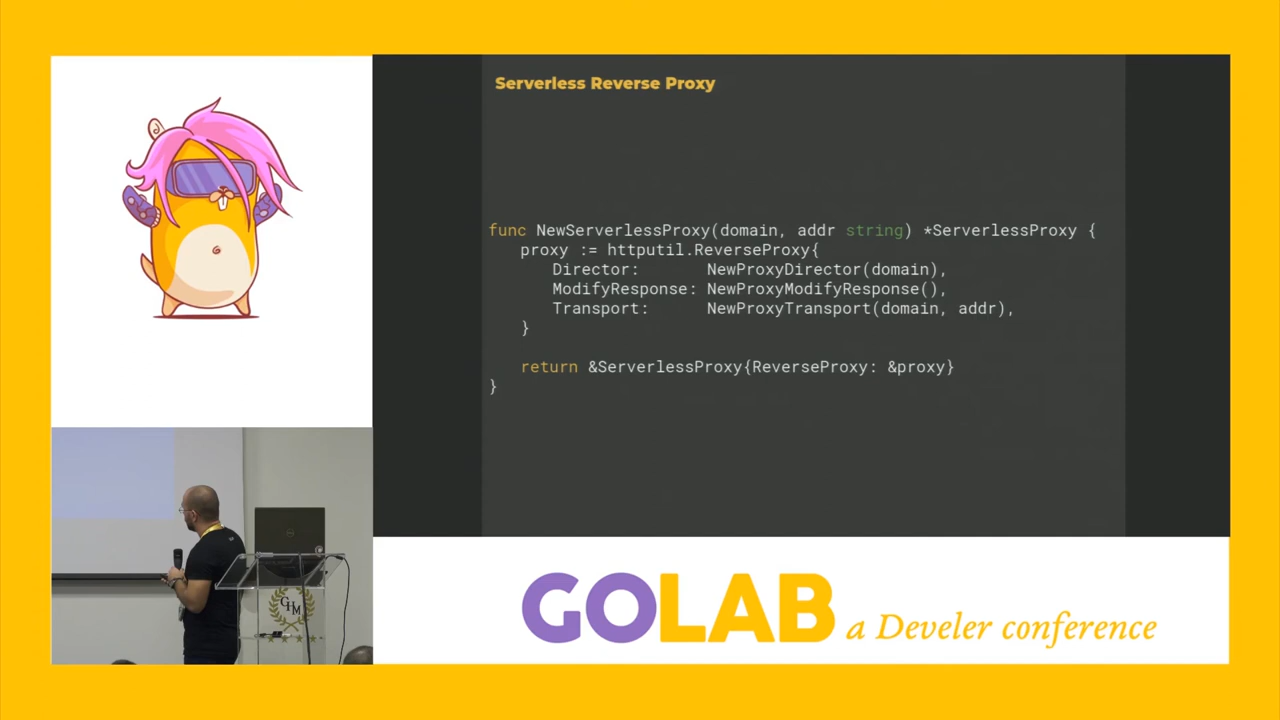 Serverless Reverse Proxy
func NewServerlessProxy(domain, addr string) *ServerlessProxy {
proxy := httputil.ReverseProxy{
Director: NewProxyDirector(domain),
ModifyResponse: NewProxyModifyResponse(),
Transport: NewProxyTransport(domain, addr),
}
return &ServerlessProxy{ReverseProxy: &proxy}
}
GHM
GOLAB a Develer conference